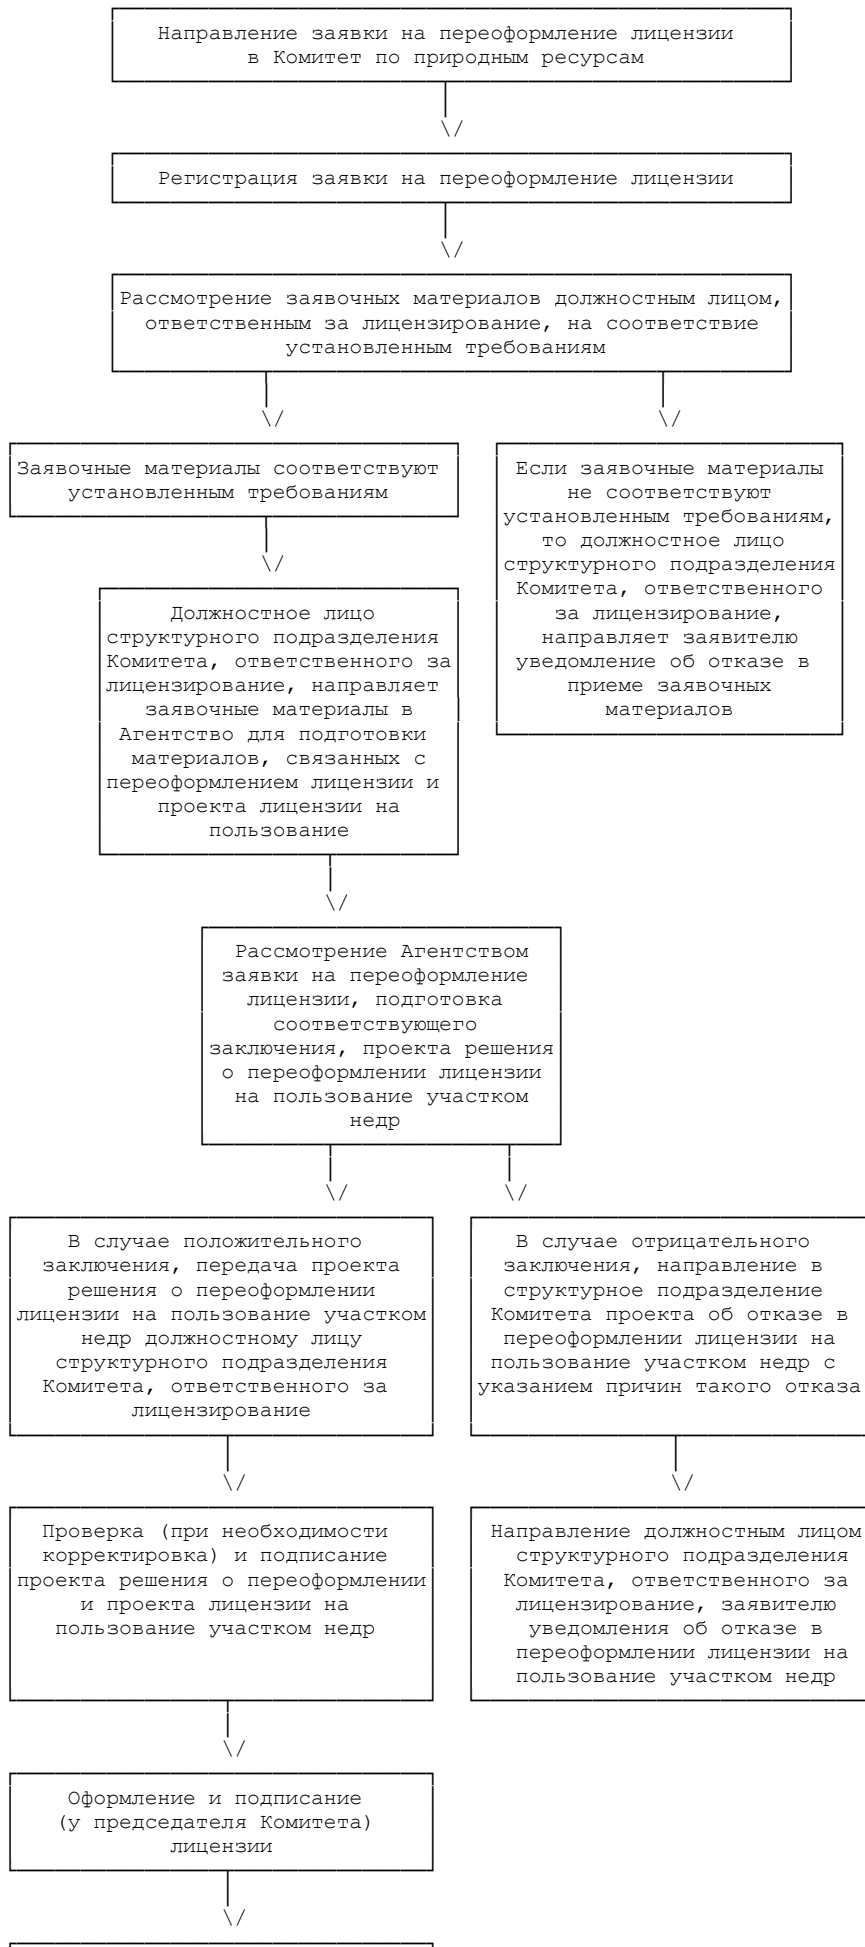 Направление заявки на переоформление лицензии
в Комитет по природным ресурсам
Регистрация заявки на переоформление лицензии
Рассмотрение заявочных материалов должностным лицом,
ответственным за лицензирование, на соответствие
установленным требованиям
Заявочные материалы соответствуют
установленным требованиям
Если заявочные материалы
не соответствуют
установленным требованиям,
то должностное лицо
структурного подразделения
Комитета, ответственного
за лицензирование,
направляет заявителю
уведомление об отказе в
приеме заявочных
материалов
Должностное лицо
структурного подразделения
Комитета, ответственного за
лицензирование, направляет
заявочные материалы в
Агентство для подготовки
материалов, связанных с
переоформлением лицензии и
проекта лицензии на
пользование
Рассмотрение Агентством
заявки на переоформление
лицензии, подготовка
соответствующего
заключения, проекта решения
о переоформлении лицензии
на пользование участком
недр
В случае положительного
заключения, передача проекта
решения о переоформлении
лицензии на пользование участком
недр должностному лицу
структурного подразделения
Комитета, ответственного за
лицензирование
В случае отрицательного
заключения, направление в
структурное подразделение
Комитета проекта об отказе в
переоформлении лицензии на
пользование участком недр с
указанием причин такого отказа
Проверка (при необходимости
корректировка) и подписание
проекта решения о переоформлении
и проекта лицензии на
пользование участком недр
Направление должностным лицом
структурного подразделения
Комитета, ответственного за
лицензирование, заявителю
уведомления об отказе в
переоформлении лицензии на
пользование участком недр
Оформление и подписание
(у председателя Комитета)
лицензии